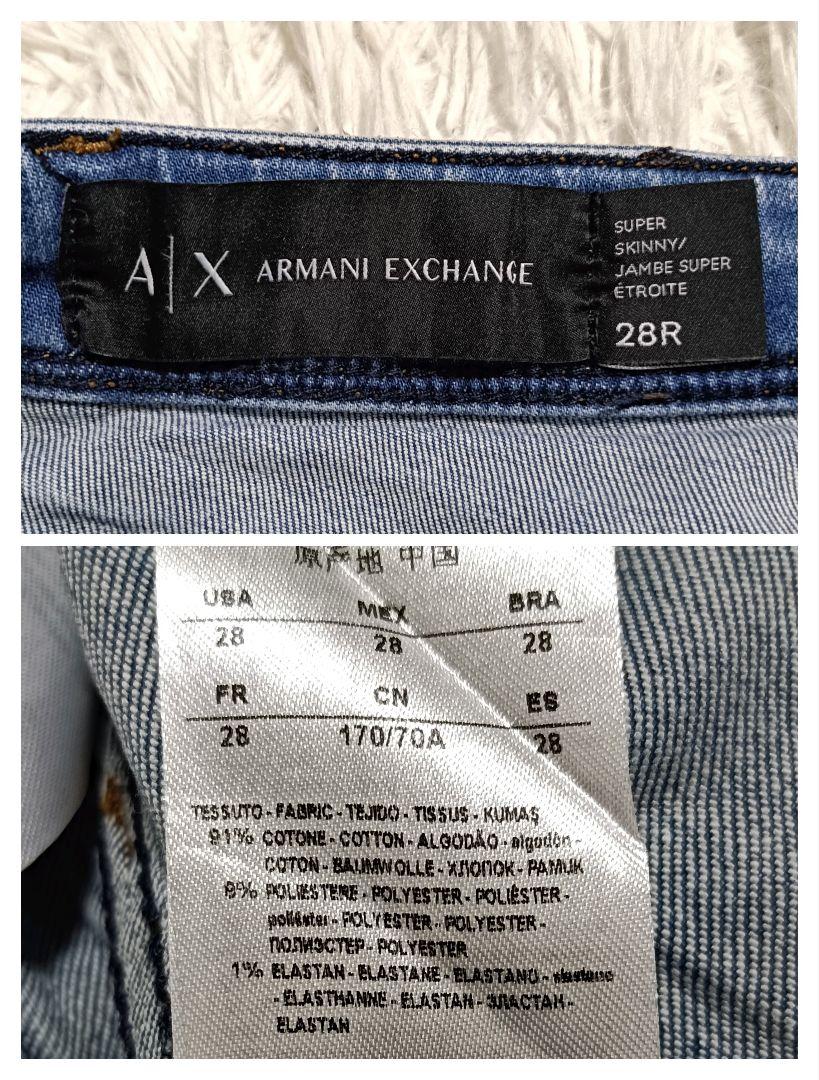 A|X ARMANI EXCHANGE
SUPER
SKINNY/
JAMBE SUPER
ÉTROITE
28R
原产地 中国
USA MEX BRA
28 28 28
FR CN ES
28 170/70A 28
TESSUTO - FABRIC - TEJIDO - TISSUS - KUMAŞ
91% COTONE - COTTON - ALGODÃO - algodón -
COTON - BAUMWOLLE - ХЛОПОК - PAMUK
8% POLIESTERE - POLYESTER - POLIÉSTER -
poliéster - POLYESTER - POLYESTER -
ПОЛИЭСТЕР - POLYESTER
1% ELASTAN - ELASTANE - ELASTANO - elastano
- ELASTHANNE - ELASTAN - ЭЛАСТАН -
ELASTAN